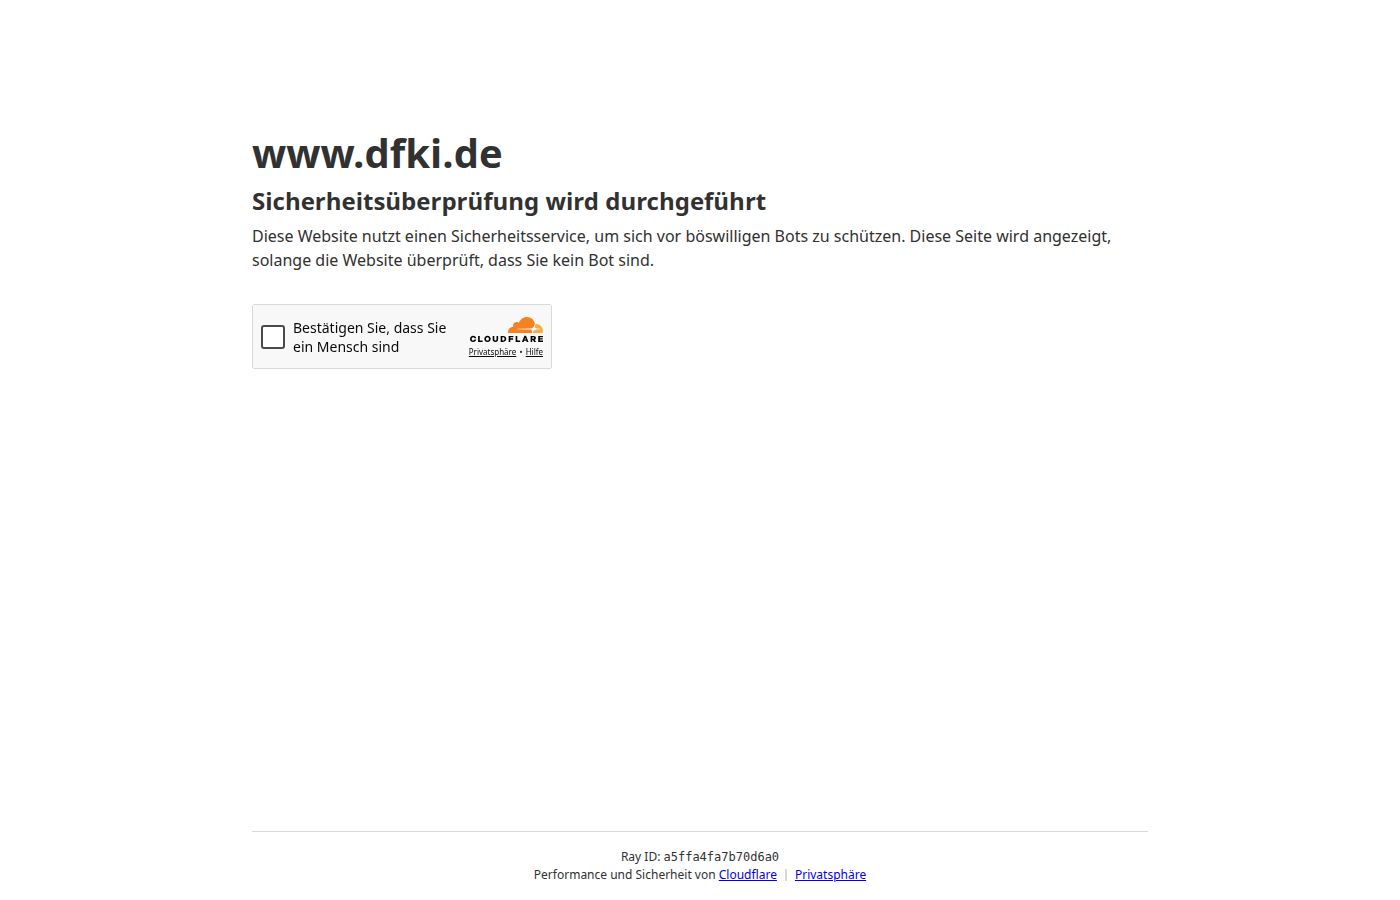 www.dfki.de
Sicherheitsüberprüfung wird durchgeführt
Diese Website nutzt einen Sicherheitsservice, um sich vor böswilligen Bots zu schützen. Diese Seite wird angezeigt,
solange die Website überprüft, dass Sie kein Bot sind.
Bestätigen Sie, dass Sie
ein Mensch sind
CLOUDFLARE
Privatsphäre • Hilfe
Ray ID: a5ffa4fa7b70d6a0
Performance und Sicherheit von Cloudflare | Privatsphäre